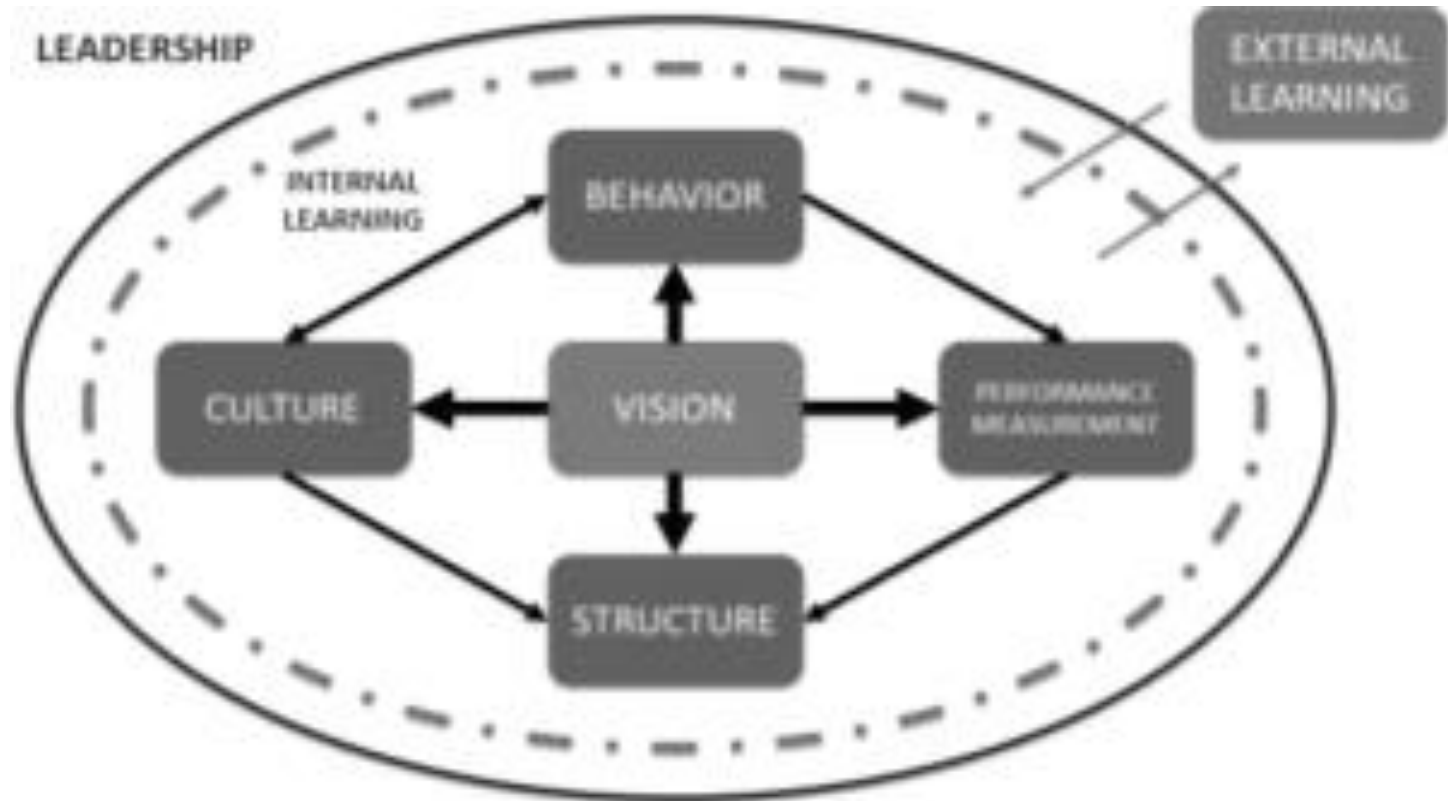 LEADERSHIP
EXTERNAL
LEARNING
INTERNAL
LEARNING
BEHAVIOR
CULTURE
VISION
PERFORMANCE
MEASUREMENT
STRUCTURE